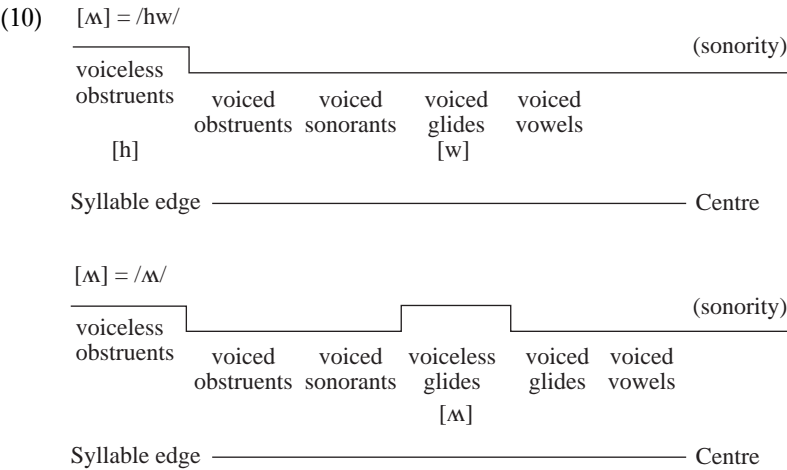 (10) [ʍ] = /hw/
(sonority)
voiceless obstruents
voiced obstruents
voiced sonorants
voiced glides
voiced vowels
[h]
[w]
Syllable edge Centre
[ʍ] = /ʍ/
(sonority)
voiceless obstruents
voiced obstruents
voiced sonorants
voiceless glides
voiced glides
voiced vowels
[ʍ]
Syllable edge Centre